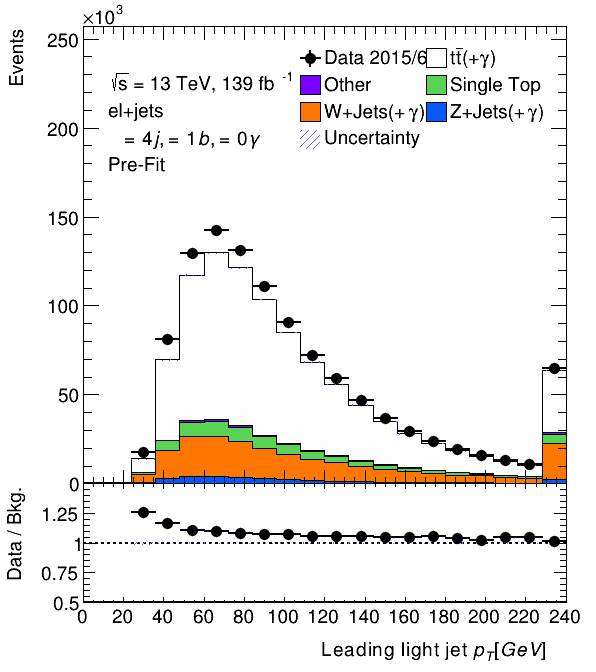 ×10³
Events
250
200
150
100
50
0
Data 2015/6 tt̄(+γ)
Other Single Top
W+Jets(+γ) Z+Jets(+γ)
Uncertainty
√s = 13 TeV, 139 fb⁻¹
el+jets
= 4j, = 1b, = 0γ
Pre-Fit
Data / Bkg.
1.25
1
0.75
0.5
0 20 40 60 80 100 120 140 160 180 200 220 240
Leading light jet p_T[GeV]